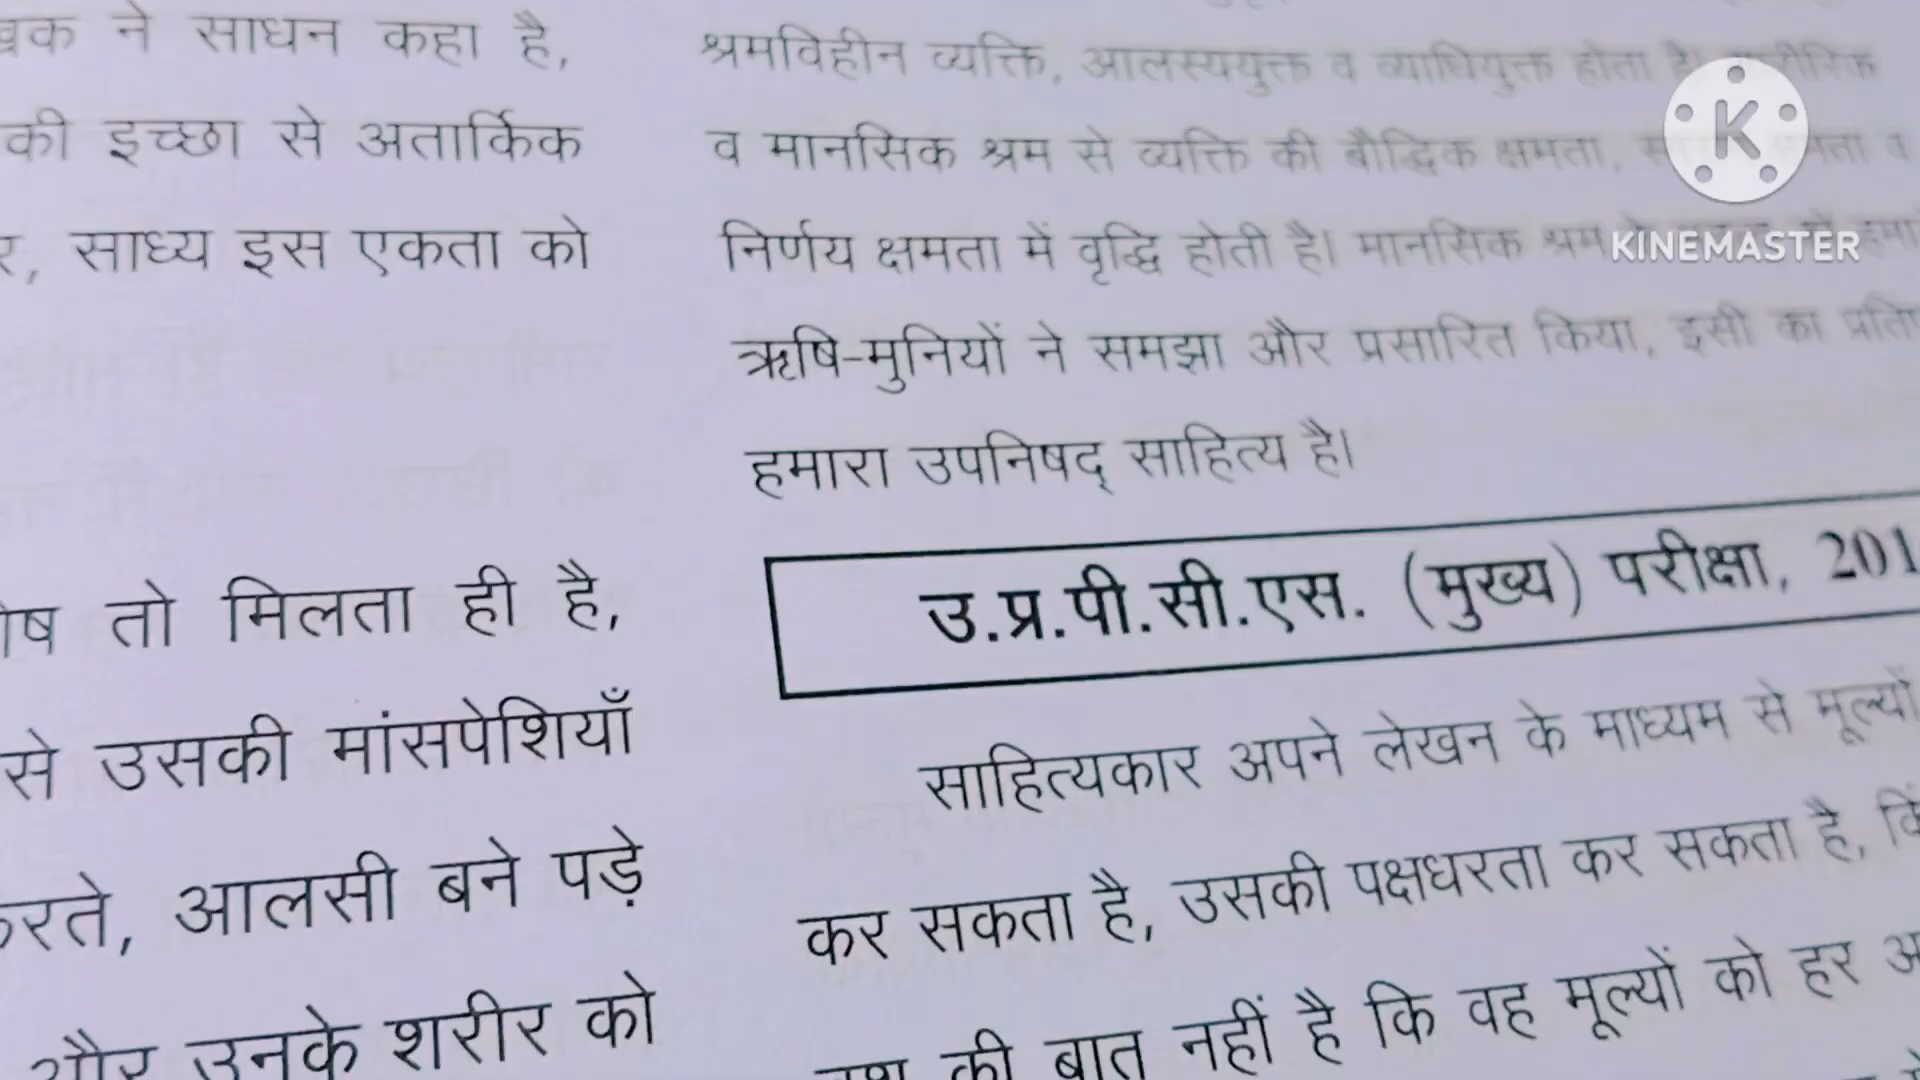 ने साधन कहा है,
की इच्छा से अतार्किक
साध्य इस एकता को
तो मिलता ही है,
से उसकी मांसपेशियाँ
आलसी बने पड़े
और उनके शरीर को
श्रमविहीन व्यक्ति, आलस्ययुक्त व व्याधियुक्त होता है।
व मानसिक श्रम से व्यक्ति की बौद्धिक क्षमता,
निर्णय क्षमता में वृद्धि होती है। मानसिक श्रम
ऋषि-मुनियों ने समझा और प्रसारित किया, इसी का
हमारा उपनिषद् साहित्य है।
उ.प्र.पी.सी.एस. (मुख्य) परीक्षा, 201
साहित्यकार अपने लेखन के माध्यम से मूल्यों
कर सकता है, उसकी पक्षधरता कर सकता है,
की बात नहीं है कि वह मूल्यों को हर
K
KINEMASTER